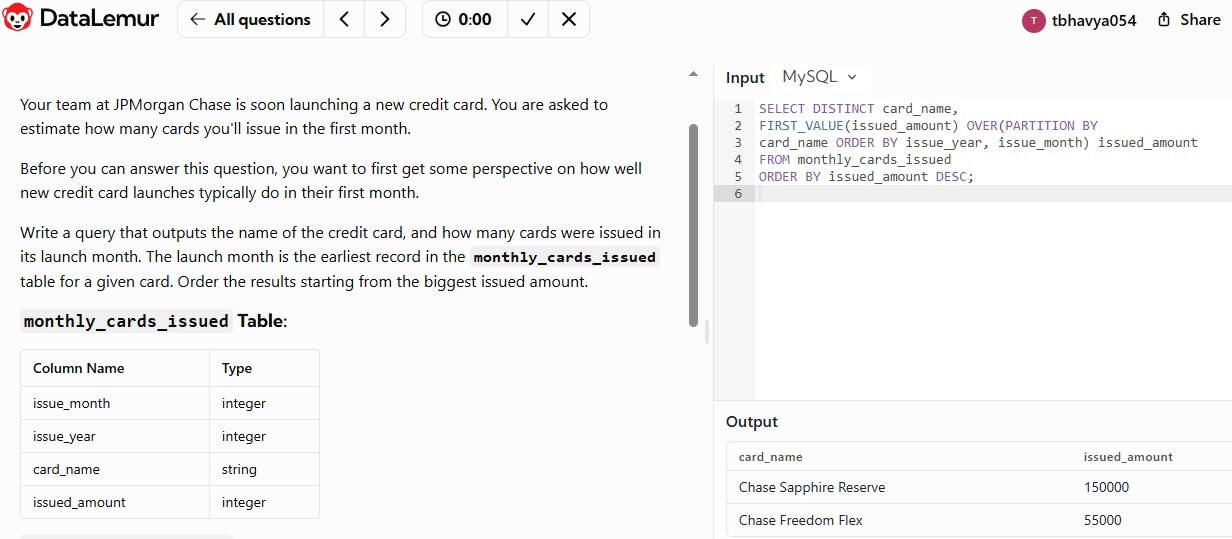 DataLemur
All questions
0:00
T
tbhavya054
Share
Your team at JPMorgan Chase is soon launching a new credit card. You are asked to
estimate how many cards you'll issue in the first month.
Before you can answer this question, you want to first get some perspective on how well
new credit card launches typically do in their first month.
Write a query that outputs the name of the credit card, and how many cards were issued in
its launch month. The launch month is the earliest record in the monthly_cards_issued
table for a given card. Order the results starting from the biggest issued amount.
monthly_cards_issued Table:
Column Name Type
issue_month integer
issue_year integer
card_name string
issued_amount integer
Input MySQL
1 SELECT DISTINCT card_name,
2 FIRST_VALUE(issued_amount) OVER(PARTITION BY
3 card_name ORDER BY issue_year, issue_month) issued_amount
4 FROM monthly_cards_issued
5 ORDER BY issued_amount DESC;
6
Output
card_name issued_amount
Chase Sapphire Reserve 150000
Chase Freedom Flex 55000